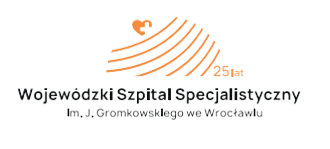 25 lat
Wojewódzki Szpital Specjalistyczny
Im. J. Gromkowskiego we Wrocławiu